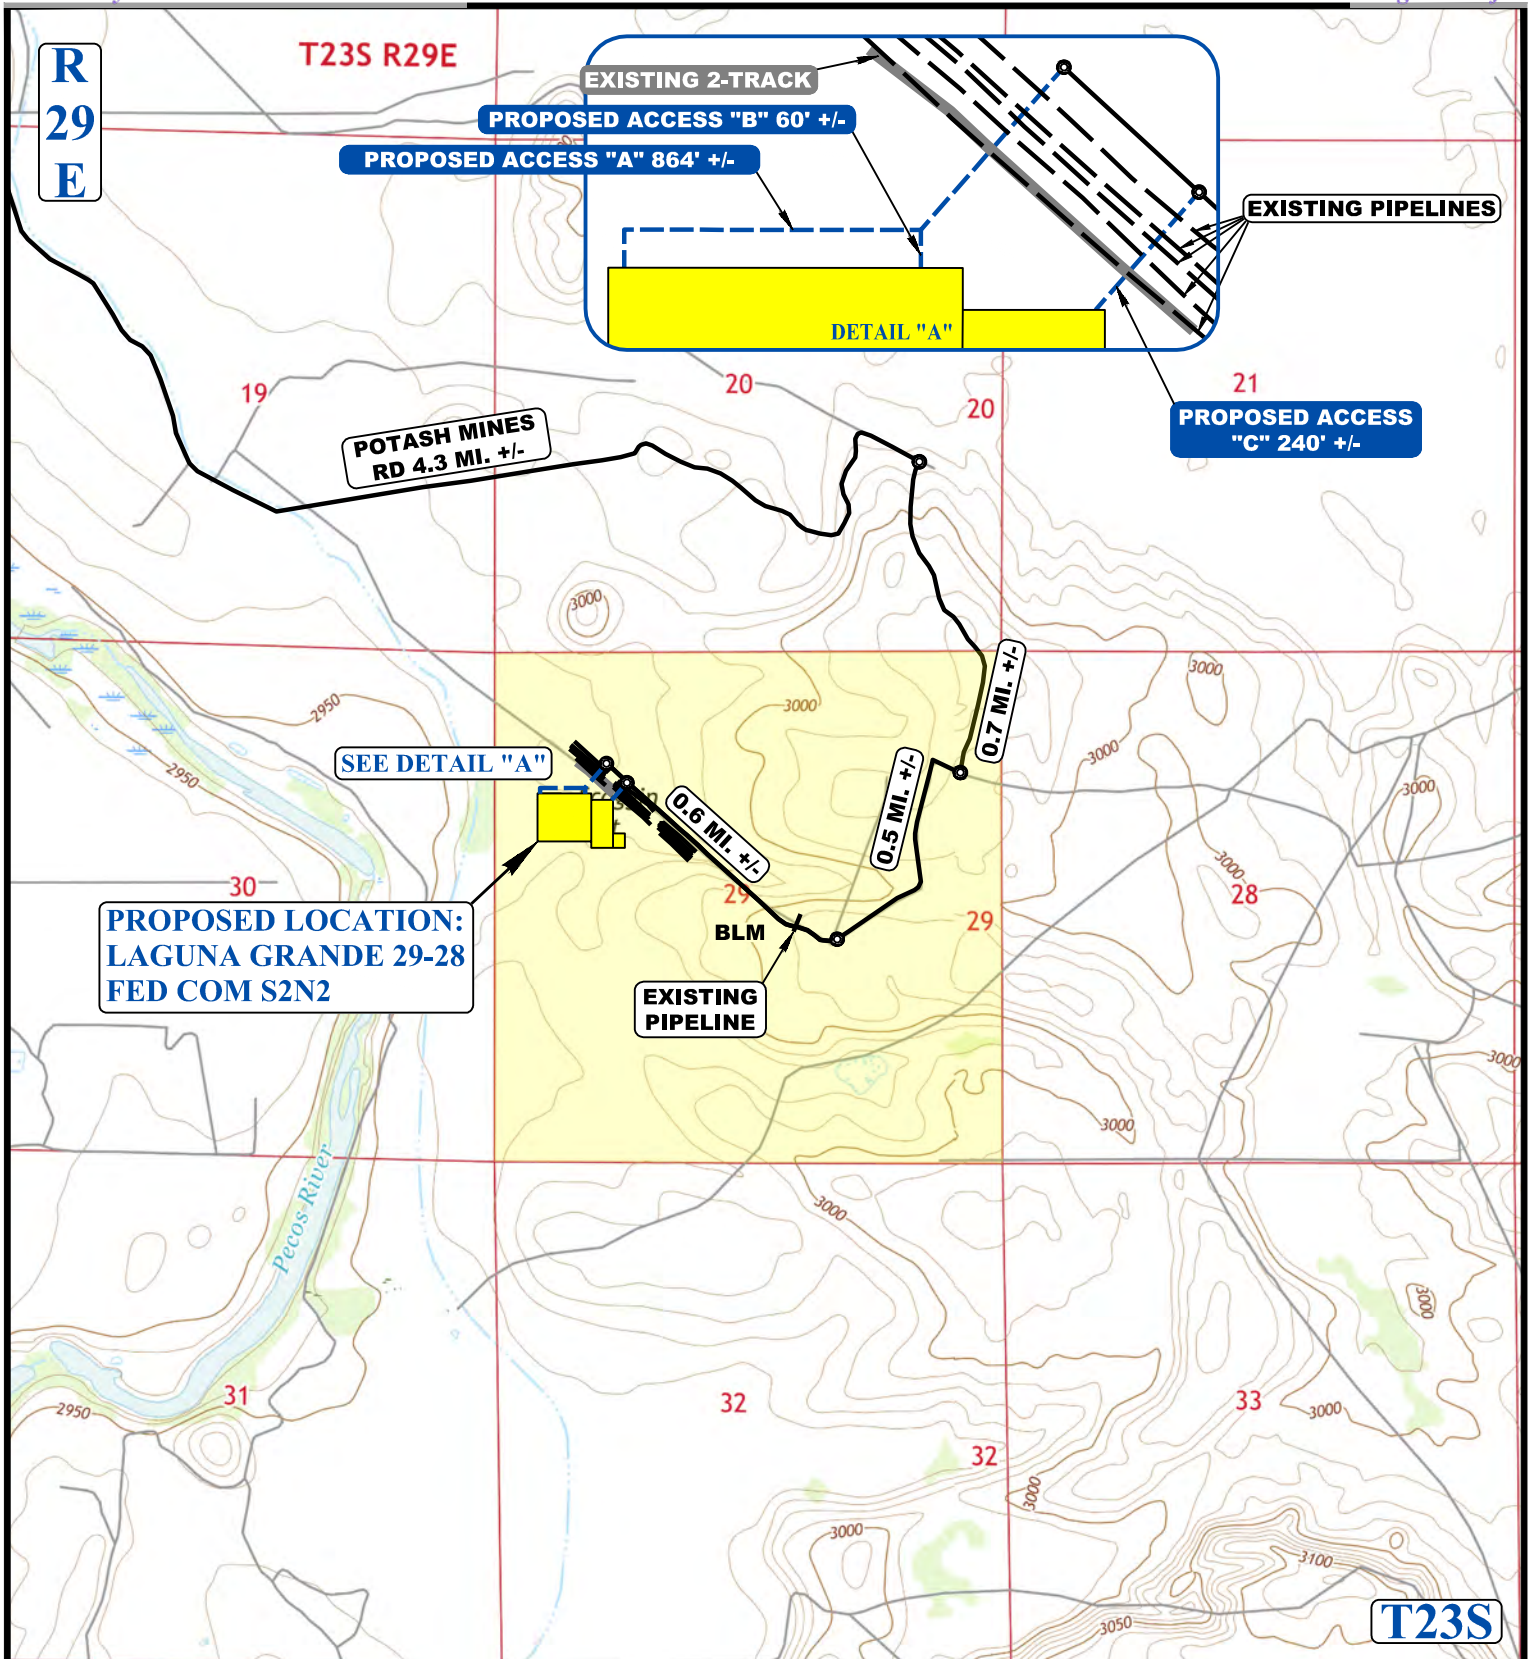 R
29
E
T23S R29E
EXISTING 2-TRACK
PROPOSED ACCESS "B" 60' +/-
PROPOSED ACCESS "A" 864' +/-
EXISTING PIPELINES
DETAIL "A"
19
20
20
21
PROPOSED ACCESS
"C" 240' +/-
POTASH MINES
RD 4.3 MI. +/-
3000
0.7 MI. +/-
3000
2950
3000
3000
2950
SEE DETAIL "A"
0.6 MI. +/-
0.5 MI. +/-
3000
3000
30
29
28
29
BLM
PROPOSED LOCATION:
LAGUNA GRANDE 29-28
FED COM S2N2
EXISTING
PIPELINE
3000
3000
Pecos River
3000
3000
31
32
33
2950
3000
32
3000
3000
3100
3050
T23S